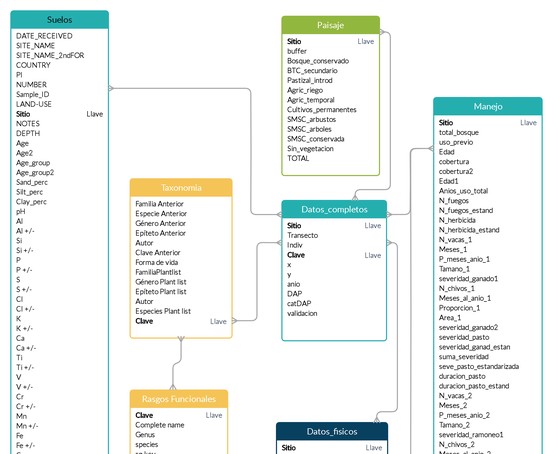 Suelos
DATE_RECEIVED
SITE_NAME
SITE_NAME_2ndFOR
COUNTRY
PI
NUMBER
Sample_ID
LAND-USE
Sitio Llave
NOTES
DEPTH
Age
Age2
Age_group
Age_group2
Sand_perc
Silt_perc
Clay_perc
pH
Al
Al +/-
Si
Si +/-
P
P +/-
S
S +/-
Cl
Cl +/-
K
K +/-
Ca
Ca +/-
Ti
Ti +/-
V
V +/-
Cr
Cr +/-
Mn
Mn +/-
Fe
Fe +/-
Taxonomía
Familia Anterior
Especie Anterior
Género Anterior
Epíteto Anterior
Autor
Clave Anterior
Forma de vida
FamiliaPlantlist
Género Plant list
Epíteto Plant list
Autor
Especies Plant list
Clave Llave
Rasgos Funcionales
Clave Llave
Complete name
Genus
species
Paisaje
Sitio Llave
buffer
Bosque_conservado
BTC_secundario
Pastizal_introd
Agric_riego
Agric_temporal
Cultivos_permanentes
SMSC_arbustos
SMSC_arboles
SMSC_conservada
Sin_vegetacion
TOTAL
Datos_completos
Sitio Llave
Transecto
Indiv
Clave Llave
x
y
anio
DAP
catDAP
validacion
Datos_fisicos
Sitio Llave
Manejo
Sitio Llave
total_bosque
uso_previo
Edad
cobertura
cobertura2
Edad1
Anios_uso_total
N_fuegos
N_fuegos_estand
N_herbicida
N_herbicida_estand
N_vacas_1
Meses_1
P_meses_anio_1
Tamano_1
severidad_ganado1
N_chivos_1
Meses_al_anio_1
Proporcion_1
Area_1
severidad_ganado2
severidad_pasto
severidad_ganad_estan
suma_severidad
seve_pasto_estandarizada
duracion_pasto
duracion_pasto_estand
N_vacas_2
Meses_2
P_meses_anio_2
Tamano_2
severidad_ramoneo1
N_chivos_2